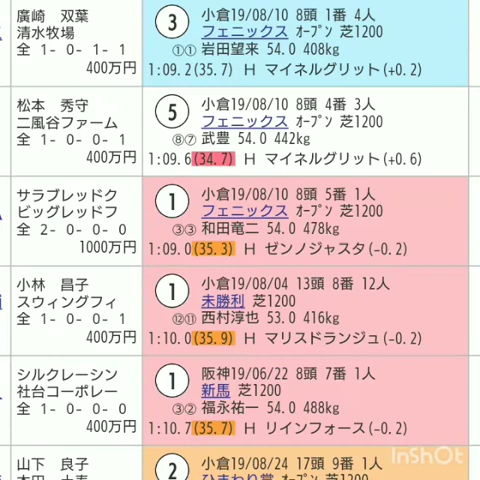 廣崎　双葉
清水牧場
全 1- 0- 1- 1
400万円
3
小倉19/08/10 8頭 1番 4人
フェニックス ｵｰﾌﾟﾝ 芝1200
①① 岩田望来 54.0 408kg
1:09.2(35.7) H マイネルグリット(+0.2)
松本　秀守
二風谷ファーム
全 1- 0- 0- 1
400万円
5
小倉19/08/10 8頭 4番 3人
フェニックス ｵｰﾌﾟﾝ 芝1200
⑧⑦ 武豊 54.0 442kg
1:09.6(34.7) H マイネルグリット(+0.6)
サラブレッドク
ビッグレッドフ
全 2- 0- 0- 0
1000万円
1
小倉19/08/10 8頭 5番 1人
フェニックス ｵｰﾌﾟﾝ 芝1200
③③ 和田竜二 54.0 478kg
1:09.0(35.3) H ゼンノジャスタ(-0.2)
小林　昌子
スウィングフィ
全 1- 0- 0- 1
400万円
1
小倉19/08/04 13頭 8番 12人
未勝利 芝1200
⑫⑪ 西村淳也 53.0 416kg
1:10.0(35.9) H マリスドランジュ(-0.2)
シルクレーシン
社台コーポレー
全 1- 0- 0- 0
400万円
1
阪神19/06/22 8頭 7番 1人
新馬 芝1200
③② 福永祐一 54.0 488kg
1:10.7(35.7) H リインフォース(-0.2)
InShOt
山下　良子
2
小倉19/08/24 17頭 9番 1人
ひまわり賞 ｵｰﾌﾟﾝ 芝1200